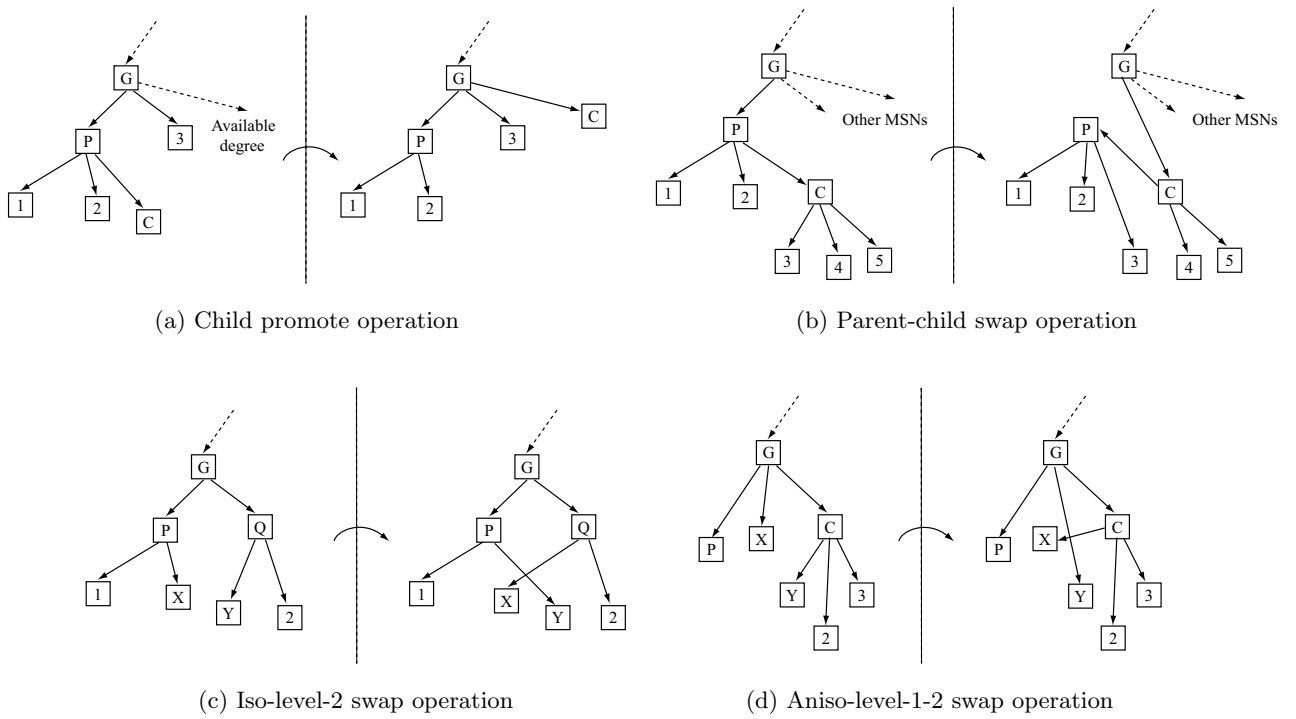 G
G
Available
degree
P
3
P
3
C
1
2
C
1
2
(a) Child promote operation
G
Other MSNs
G
Other MSNs
P
P
1
2
C
1
2
C
3
4
5
3
4
5
(b) Parent-child swap operation
G
G
P
Q
P
Q
1
X
Y
2
1
X
Y
2
(c) Iso-level-2 swap operation
G
G
P
X
C
P
X
C
Y
3
Y
3
2
2
(d) Aniso-level-1-2 swap operation